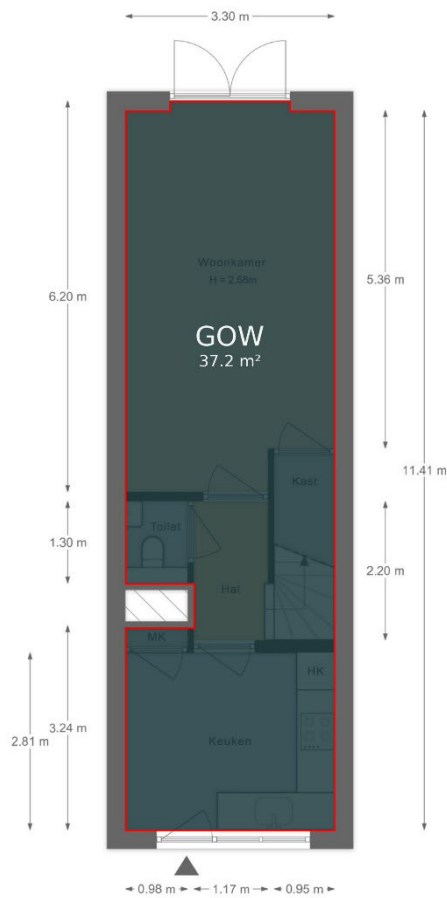 3.30 m
Woonkamer
H = 2.68m
5.36 m
6.20 m
GOW
37.2 m²
11.41 m
Kast
Toilet
1.30 m
2.20 m
Hal
MK
HK
3.24 m
2.81 m
Keuken
0.98 m
1.17 m
0.95 m